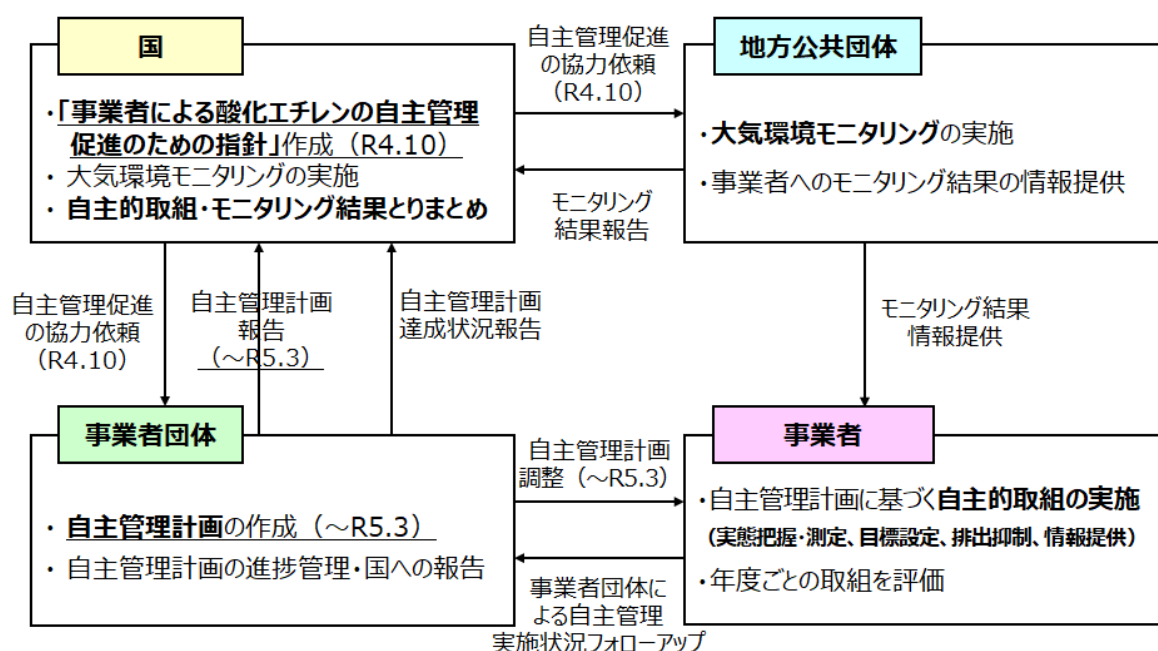 国
・「事業者による酸化エチレンの自主管理
促進のための指針」作成（R4.10）
・ 大気環境モニタリングの実施
・ 自主的取組・モニタリング結果とりまとめ
自主管理促進
の協力依頼
（R4.10）
モニタリング
結果報告
地方公共団体
・大気環境モニタリングの実施
・事業者へのモニタリング結果の情報提供
自主管理促進
の協力依頼
（R4.10）
自主管理計画
報告
（～R5.3）
自主管理計画
達成状況報告
モニタリング結果
情報提供
事業者団体
・ 自主管理計画の作成（～R5.3）
・ 自主管理計画の進捗管理・国への報告
自主管理計画
調整（～R5.3）
事業者団体に
よる自主管理
実施状況フォローアップ
事業者
・自主管理計画に基づく自主的取組の実施
（実態把握・測定、目標設定、排出抑制、情報提供）
・年度ごとの取組を評価